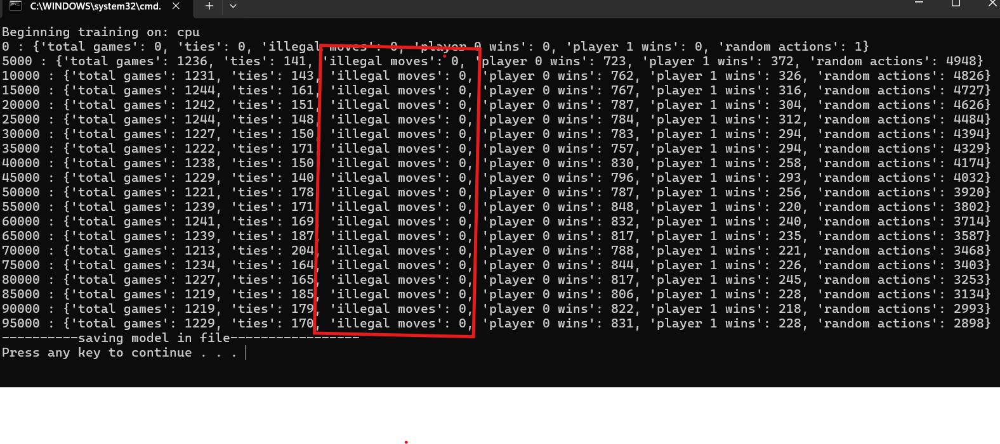 C:\WINDOWS\system32\cmd.
Beginning training on: cpu
0 : {'total games': 0, 'ties': 0, 'illegal moves': 0, 'player 0 wins': 0, 'player 1 wins': 0, 'random actions': 1}
5000 : {'total games': 1236, 'ties': 141, 'illegal moves': 0, 'player 0 wins': 723, 'player 1 wins': 372, 'random actions': 4948}
10000 : {'total games': 1231, 'ties': 143, 'illegal moves': 0, 'player 0 wins': 762, 'player 1 wins': 326, 'random actions': 4826}
15000 : {'total games': 1244, 'ties': 161, 'illegal moves': 0, 'player 0 wins': 767, 'player 1 wins': 316, 'random actions': 4727}
20000 : {'total games': 1242, 'ties': 151, 'illegal moves': 0, 'player 0 wins': 787, 'player 1 wins': 304, 'random actions': 4626}
25000 : {'total games': 1244, 'ties': 148, 'illegal moves': 0, 'player 0 wins': 784, 'player 1 wins': 312, 'random actions': 4484}
30000 : {'total games': 1227, 'ties': 150, 'illegal moves': 0, 'player 0 wins': 783, 'player 1 wins': 294, 'random actions': 4394}
35000 : {'total games': 1222, 'ties': 171, 'illegal moves': 0, 'player 0 wins': 757, 'player 1 wins': 294, 'random actions': 4329}
40000 : {'total games': 1238, 'ties': 150, 'illegal moves': 0, 'player 0 wins': 830, 'player 1 wins': 258, 'random actions': 4174}
45000 : {'total games': 1229, 'ties': 140, 'illegal moves': 0, 'player 0 wins': 796, 'player 1 wins': 293, 'random actions': 4032}
50000 : {'total games': 1221, 'ties': 178, 'illegal moves': 0, 'player 0 wins': 787, 'player 1 wins': 256, 'random actions': 3920}
55000 : {'total games': 1239, 'ties': 171, 'illegal moves': 0, 'player 0 wins': 848, 'player 1 wins': 220, 'random actions': 3802}
60000 : {'total games': 1241, 'ties': 169, 'illegal moves': 0, 'player 0 wins': 832, 'player 1 wins': 240, 'random actions': 3714}
65000 : {'total games': 1239, 'ties': 187, 'illegal moves': 0, 'player 0 wins': 817, 'player 1 wins': 235, 'random actions': 3587}
70000 : {'total games': 1213, 'ties': 204, 'illegal moves': 0, 'player 0 wins': 788, 'player 1 wins': 221, 'random actions': 3468}
75000 : {'total games': 1234, 'ties': 164, 'illegal moves': 0, 'player 0 wins': 844, 'player 1 wins': 226, 'random actions': 3403}
80000 : {'total games': 1227, 'ties': 165, 'illegal moves': 0, 'player 0 wins': 817, 'player 1 wins': 245, 'random actions': 3253}
85000 : {'total games': 1219, 'ties': 185, 'illegal moves': 0, 'player 0 wins': 806, 'player 1 wins': 228, 'random actions': 3134}
90000 : {'total games': 1219, 'ties': 179, 'illegal moves': 0, 'player 0 wins': 822, 'player 1 wins': 218, 'random actions': 2993}
95000 : {'total games': 1229, 'ties': 170, 'illegal moves': 0, 'player 0 wins': 831, 'player 1 wins': 228, 'random actions': 2898}
----------saving model in file-----------------
Press any key to continue . . .